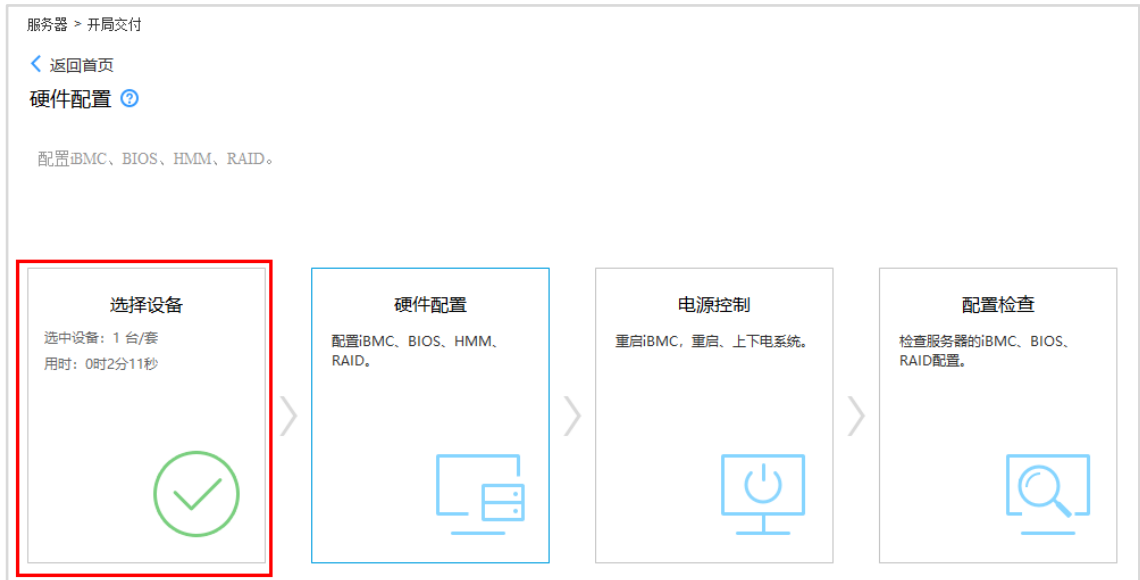 服务器 > 开局交付
返回首页
硬件配置 ?
配置iBMC、BIOS、HMM、RAID。
选择设备
选中设备：1 台/套
用时：0时2分11秒
硬件配置
配置iBMC、BIOS、HMM、
RAID。
电源控制
重启iBMC，重启、上下电系统。
配置检查
检查服务器的iBMC、BIOS、
RAID配置。